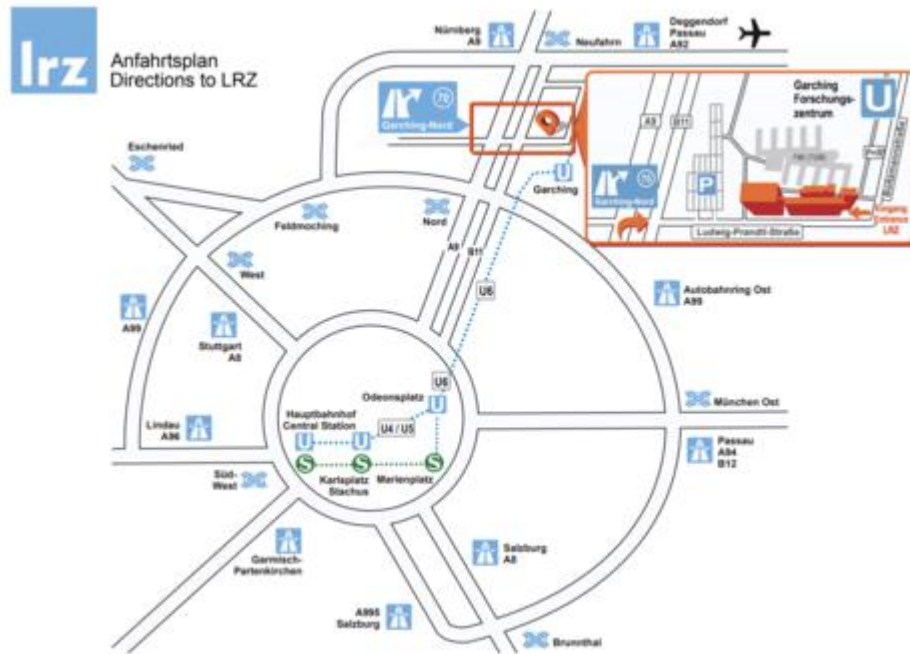 lrz
Anfahrtsplan
Directions to LRZ
Nürnberg
A9
Neufahrn
Deggendorf
Passau
A92
70
Garching-Nord
Garching
Forschungs-
zentrum
U
A9
B11
P
70
Garching-Nord
Eingang
Entrance
LRZ
Ludwig-Prandtl-Straße
Eschenried
U
Garching
Feldmoching
Nord
A9
B11
West
U6
Autobahnring Ost
A99
A99
Stuttgart
A8
U6
Odeonsplatz
U
Hauptbahnhof
Central Station
U
U
U4 / U5
München Ost
Lindau
A96
Passau
A94
B12
S
S
S
Karlsplatz
Stachus
Marienplatz
Süd-
West
Garmisch-
Partenkirchen
Salzburg
A8
A995
Salzburg
Brunnthal